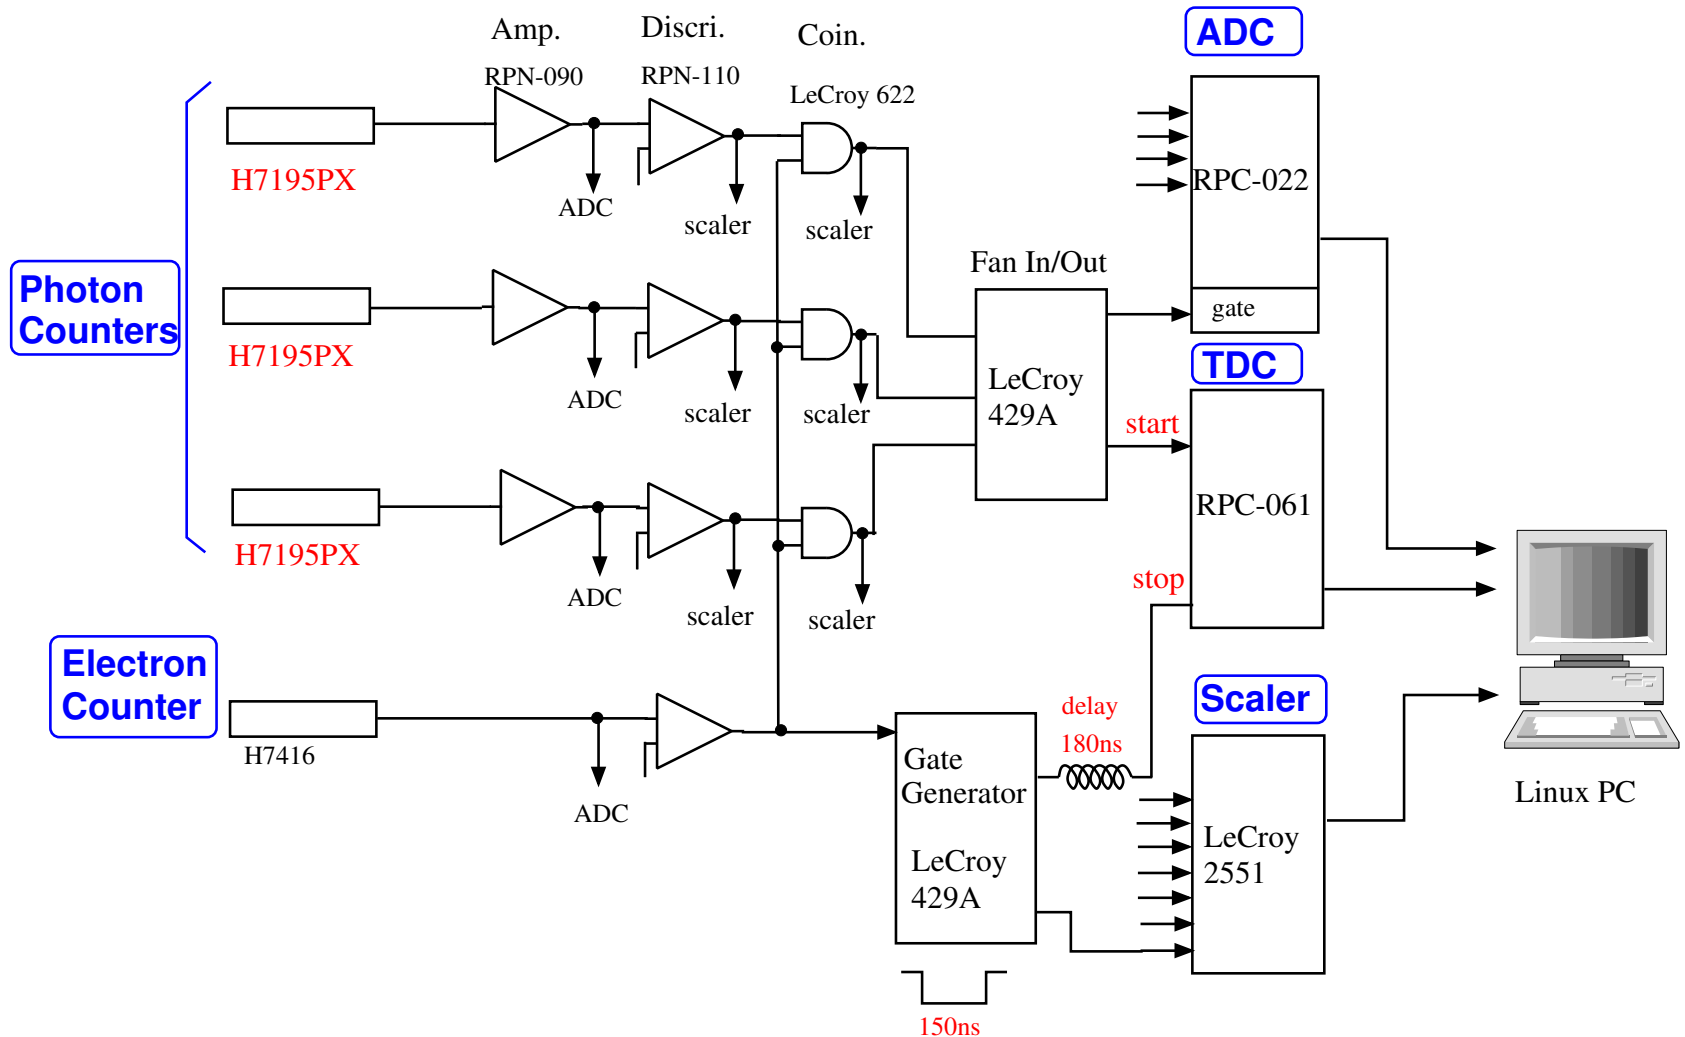 Amp.
RPN-090
Discri.
RPN-110
Coin.
LeCroy 622
ADC
H7195PX
ADC
scaler
scaler
RPC-022
gate
Fan In/Out
Photon
Counters
H7195PX
ADC
scaler
scaler
LeCroy
429A
TDC
start
RPC-061
stop
H7195PX
ADC
scaler
scaler
Electron
Counter
H7416
ADC
Gate
Generator
LeCroy
429A
150ns
delay
180ns
Scaler
LeCroy
2551
Linux PC